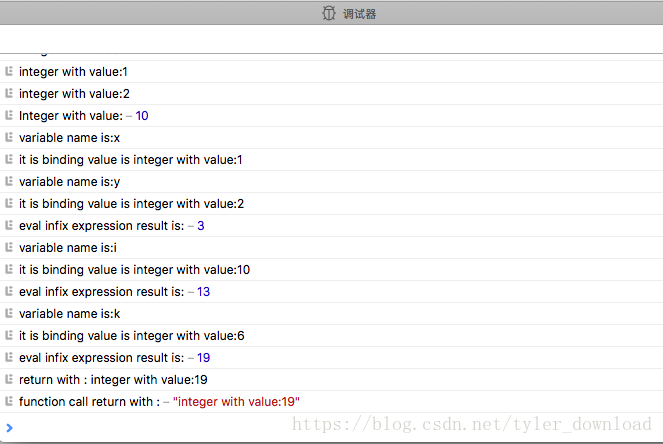 调试器
integer with value:1
integer with value:2
Integer with value: – 10
variable name is:x
it is binding value is integer with value:1
variable name is:y
it is binding value is integer with value:2
eval infix expression result is: – 3
variable name is:i
it is binding value is integer with value:10
eval infix expression result is: – 13
variable name is:k
it is binding value is integer with value:6
eval infix expression result is: – 19
return with : integer with value:19
function call return with : – "integer with value:19"
https://blog.csdn.net/tyler_download